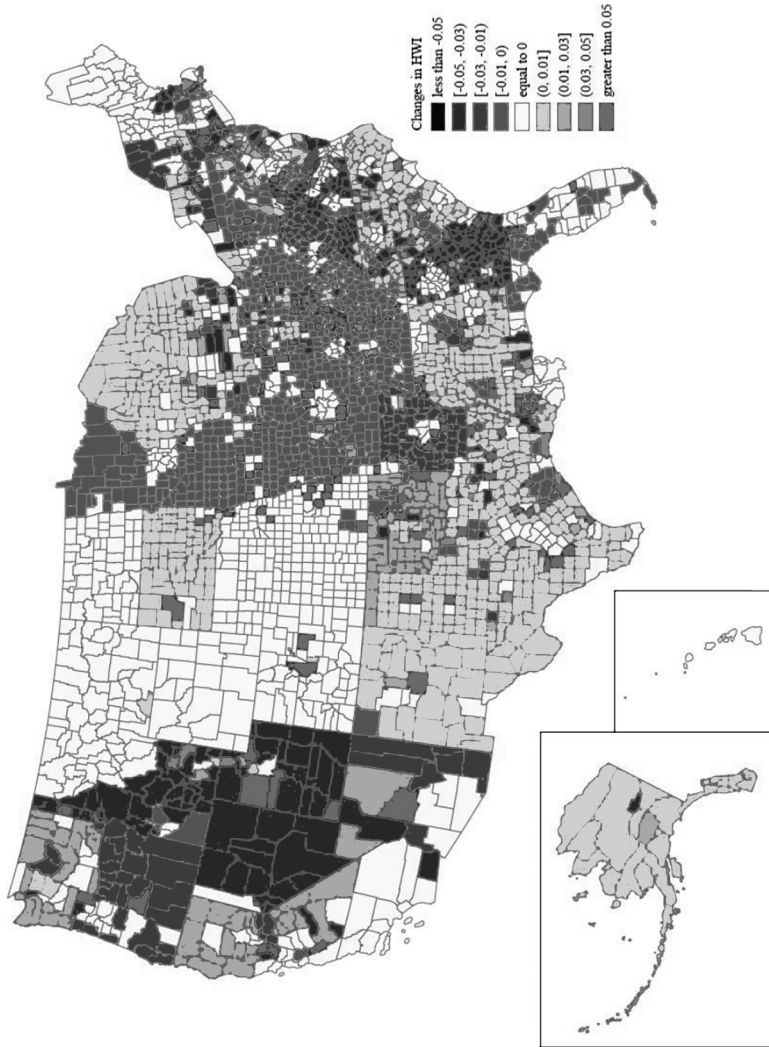 Changes in HWI
less than -0.05
[-0.05, -0.03)
[-0.03, -0.01)
[-0.01, 0)
equal to 0
(0, 0.01]
(0.01, 0.03]
(0.03, 0.05]
greater than 0.05